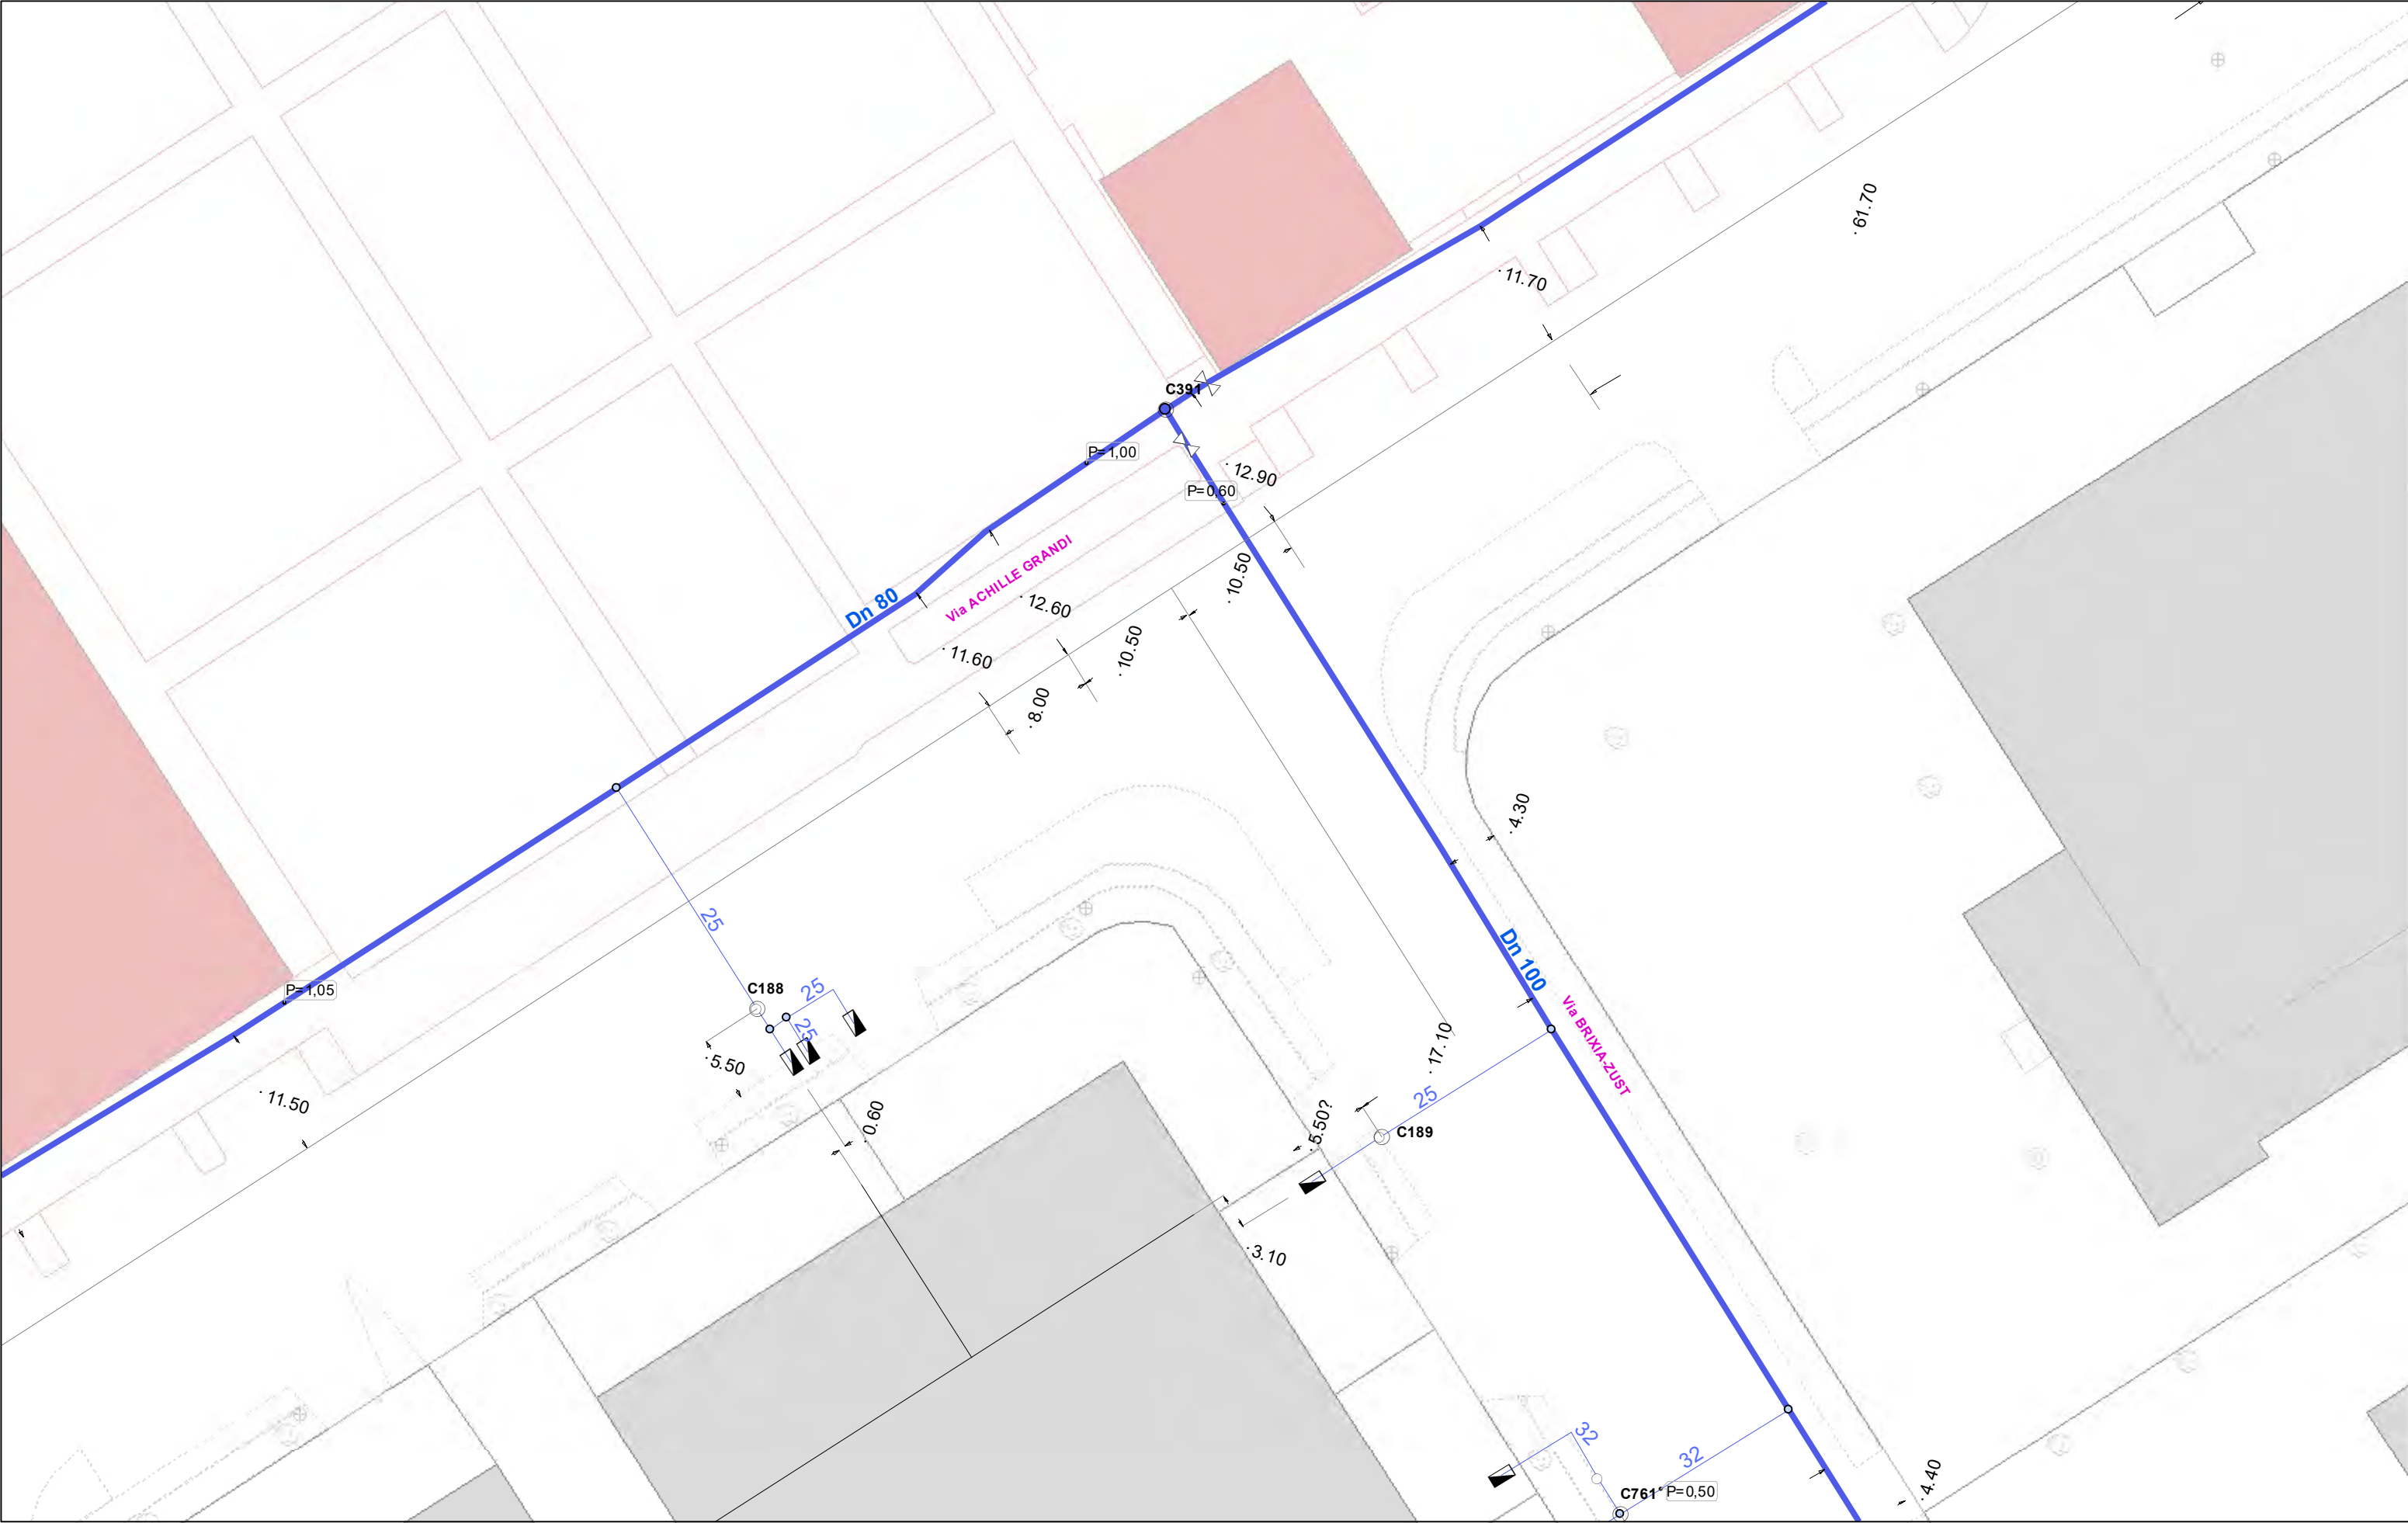 61.70
11.70
C391
P=1,00
12.90
P=0,60
Via ACHILLE GRANDI
10.50
Dn 80
12.60
10.50
11.60
8.00
4.30
25
Dn 100
C188
25
P=1,05
Via BRIXIA-ZUST
25
17.10
5.50
11.50
25
0.60
5.50?
C189
3.10
32
32
C761*
P=0,50
4.40